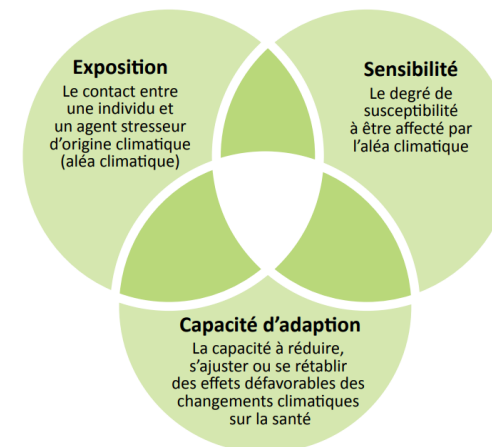 Exposition
Le contact entre
une individu et
un agent stresseur
d'origine climatique
(aléa climatique)
Sensibilité
Le degré de
susceptibilité
à être affecté par
l'aléa climatique
Capacité d'adaption
La capacité à réduire,
s'ajuster ou se rétablir
des effets défavorables des
changements climatiques
sur la santé